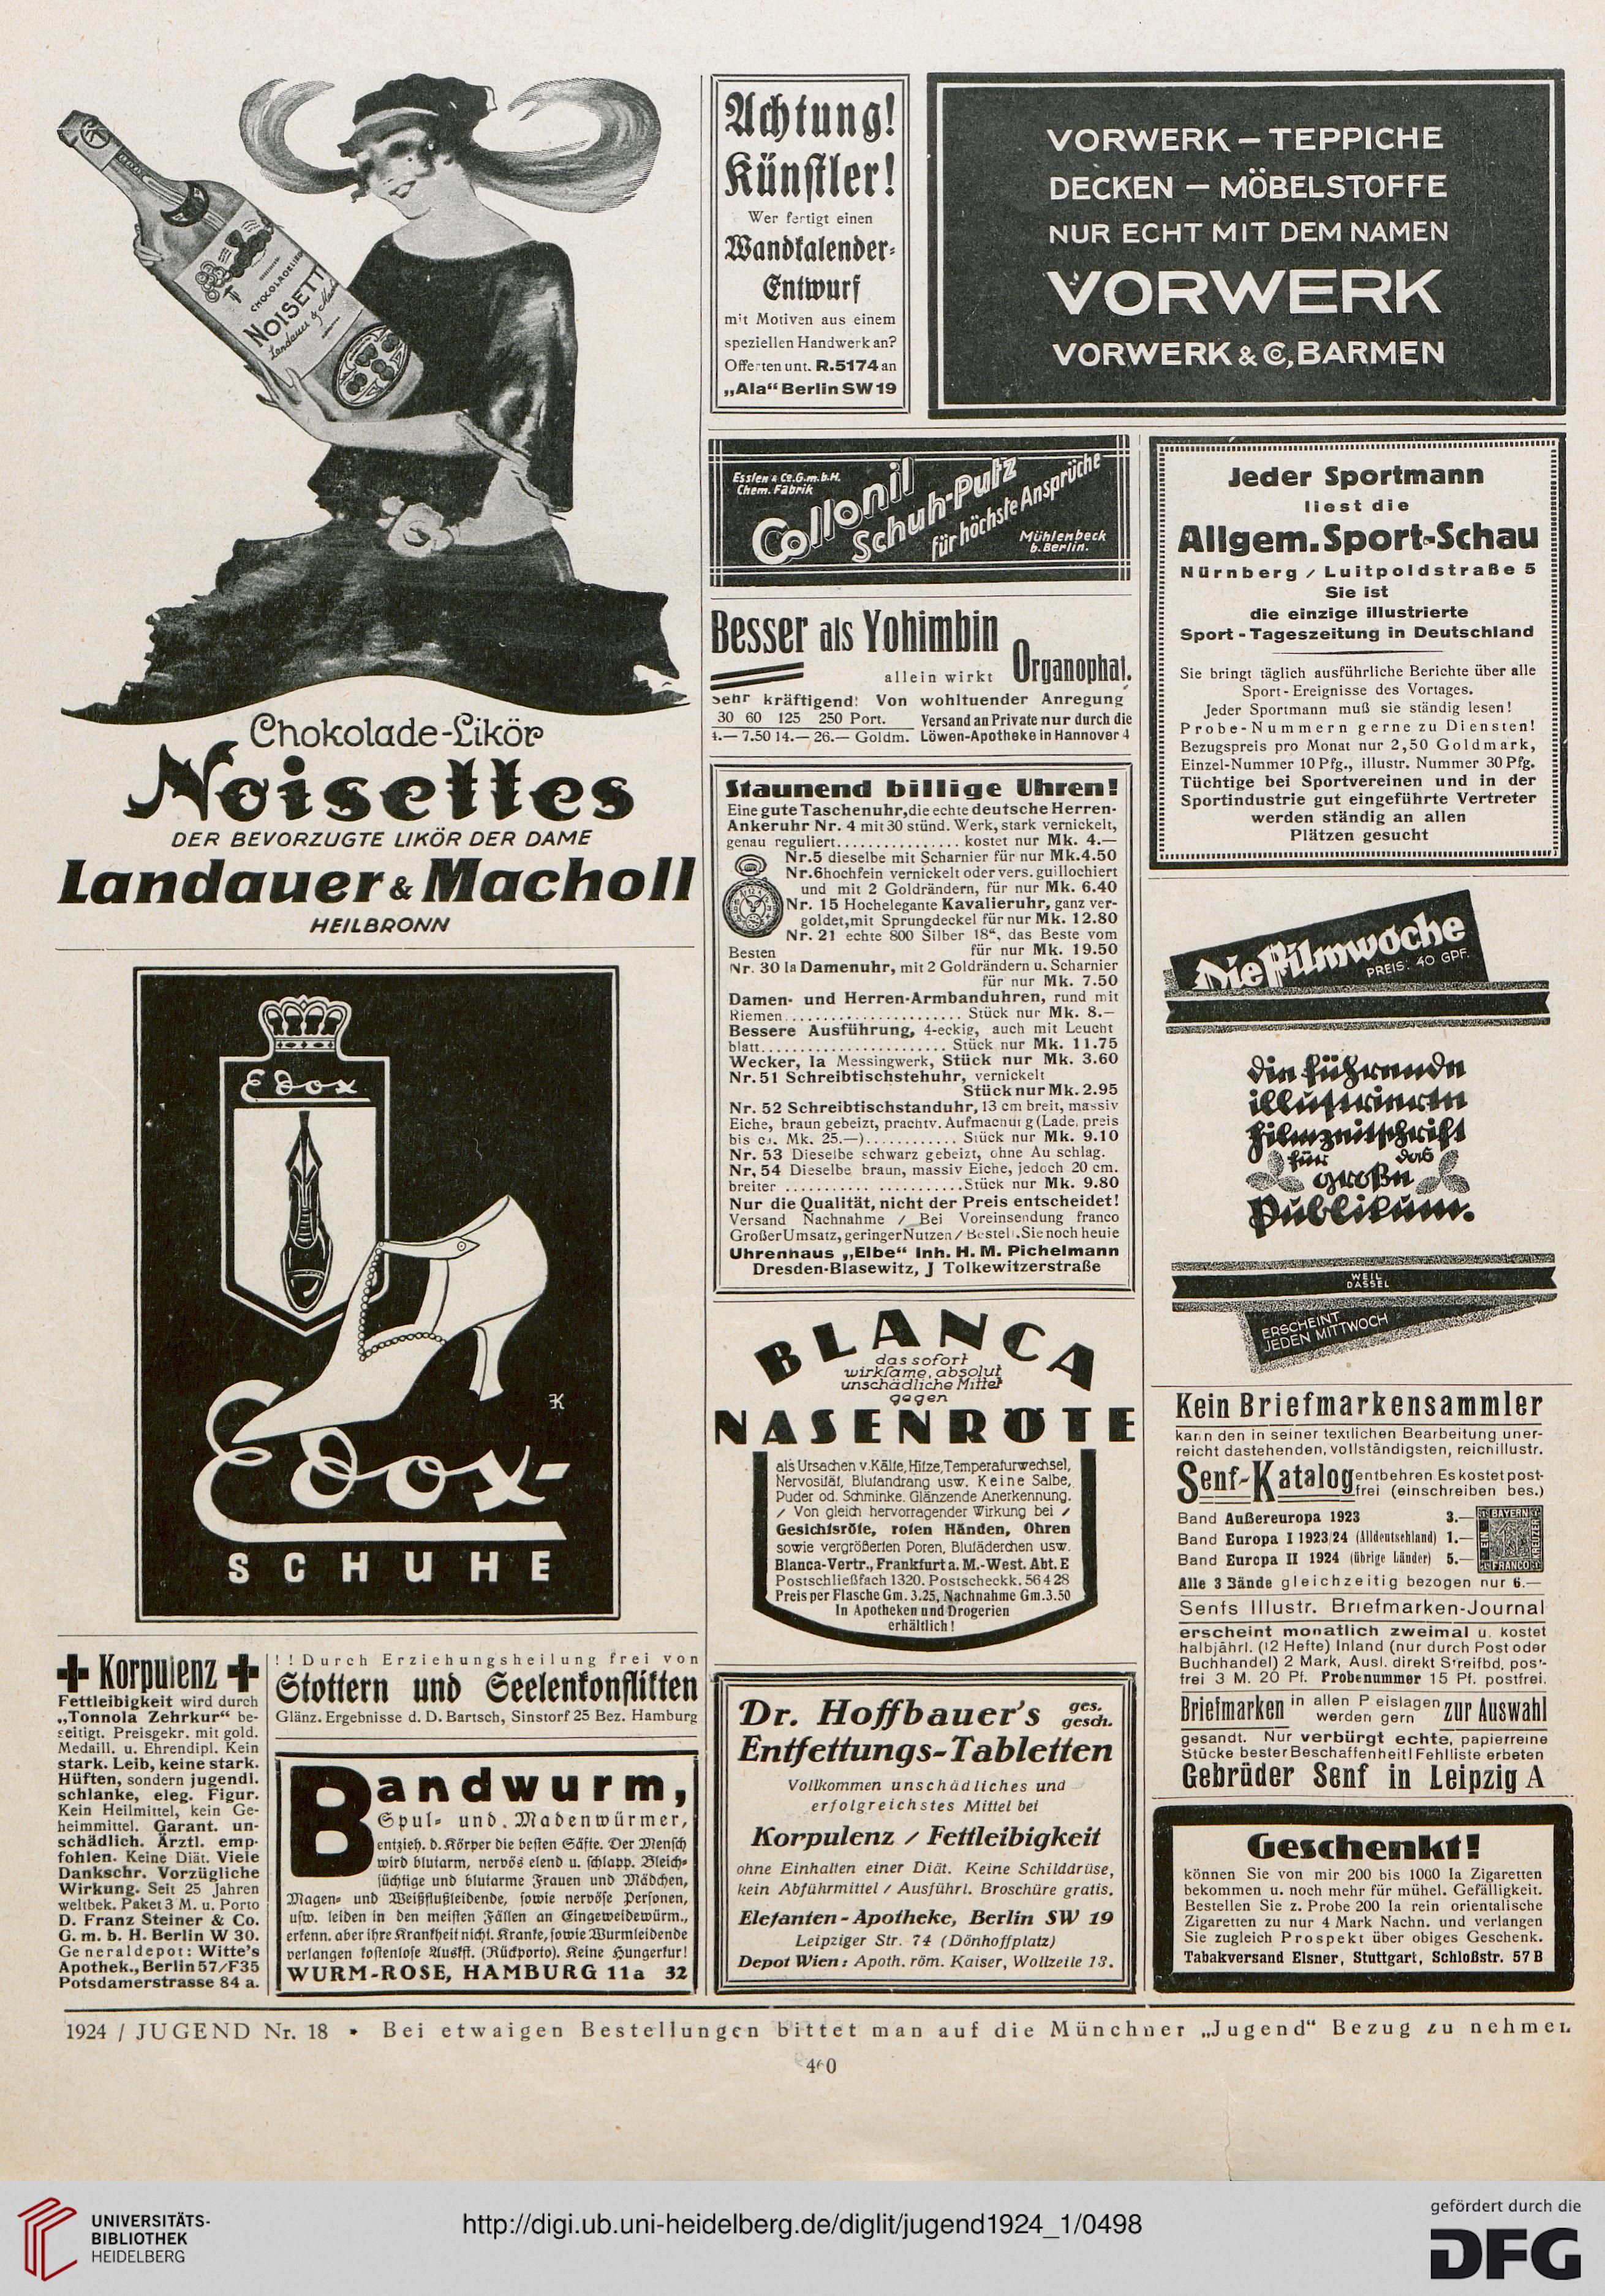 CHOCOLADELIKÖR
NOISETT
Landauer & Macholl
Chokolade-Likör
Noisettes
DER BEVORZUGTE LIKÖR DER DAME
Landauer & Macholl
HEILBRONN
Edox
Edox-
SCHUHE
Korpulenz
Fettleibigkeit wird durch
„Tonnola Zehrkur“ be-
seitigt. Preisgekr. mit gold.
Medaill. u. Ehrendipl. Kein
stark. Leib, keine stark.
Hüften, sondern jugendl.
schlanke, eleg. Figur.
Kein Heilmittel, kein Ge-
heimmittel. Garant. un-
schädlich. Ärztl. emp-
fohlen. Keine Diät. Viele
Dankschr. Vorzügliche
Wirkung. Seit 25 Jahren
weltbek. Paket 3 M. u. Porto
D. Franz Steiner & Co.
G. m. b. H. Berlin W 30.
Generaldepot: Witte's
Apothek., Berlin 57/F35
Potsdamerstrasse 84 a.
!! Durch Erziehungsheilung frei von
Stottern und Seelenkonflikten
Glänz. Ergebnisse d. D. Bartsch, Sinstorf 25 Bez. Hamburg
Bandwurm,
Spul- und Madenwürmer,
entzieh. d. Körper die besten Säfte. Der Mensch
wird blutarm, nervös elend u. schlapp. Bleich-
süchtige und blutarme Frauen und Mädchen,
Magen- und Weißflußleidende, sowie nervöse Personen,
usw. leiden in den meisten Fällen an Eingeweidewürm.,
erkenn. aber ihre Krankheit nicht. Kranke, sowie Wurmleidende
verlangen kostenlose Auskft. (Rückporto). Keine Hungerkur!
WURM-ROSE, HAMBURG 11a 32
Achtung!
Künstler!
Wer fertigt einen
Wandkalender-
Entwurf
mit Motiven aus einem
speziellen Handwerk an?
Offerten unt. R.5174 an
„Ala“ Berlin SW 19
VORWERK – TEPPICHE
DECKEN – MÖBELSTOFFE
NUR ECHT MIT DEM NAMEN
VORWERK
VORWERK & Co, BARMEN
Esslen & Co. G.m.b.H.
Chem. Fabrik
Collonil
Schuh-Putz
für höchste Ansprüche
Mühlenbeck
b. Berlin.
Besser als Yohimbin
allein wirkt Organophat.
Sehr kräftigend! Von wohltuender Anregung
30 60 125 250 Port. Versand an Private nur durch die
4.— 7.50 14.— 26.— Goldm. Löwen-Apotheke in Hannover 4
Staunend billige Uhren!
Eine gute Taschenuhr, die echte deutsche Herren-
Ankeruhr Nr. 4 mit 30 stünd. Werk, stark vernickelt,
genau reguliert................ kostet nur Mk. 4.—
Nr.5 dieselbe mit Scharnier für nur Mk.4.50
Nr.6 hochfein vernickelt oder vers. guillochiert
und mit 2 Goldrändern, für nur Mk. 6.40
Nr. 15 Hochelegante Kavalieruhr, ganz ver-
goldet, mit Sprungdeckel für nur Mk. 12.80
Nr. 21 echte 800 Silber 18“, das Beste vom
Besten für nur Mk. 19.50
Nr. 30 la Damenuhr, mit 2 Goldrändern u. Scharnier
für nur Mk. 7.50
Damen- und Herren-Armbanduhren, rund mit
Riemen...................... Stück nur Mk. 8.—
Bessere Ausführung, 4-eckig, auch mit Leucht
blatt........................ Stück nur Mk. 11.75
Wecker, la Messingwerk, Stück nur Mk. 3.60
Nr. 51 Schreibtischstehuhr, vernickelt
Stück nur Mk. 2.95
Nr. 52 Schreibtischstanduhr, 13 cm breit, massiv
Eiche, braun gebeizt, prachtv. Aufmachung (Lade, preis
bis ca. Mk. 25.—)............ Stück nur Mk. 9.10
Nr. 53 Dieselbe schwarz gebeizt, ohne Au schlag.
Nr. 54 Dieselbe braun, massiv Eiche, jedoch 20 cm.
breiter ........................ Stück nur Mk. 9.80
Nur die Qualität, nicht der Preis entscheidet!
Versand Nachnahme / Bei Voreinsendung franco
Großer Umsatz, geringer Nutzen / Bestell. Sie noch heute
Uhrenhaus „Elbe“ Inh. H. M. Pichelmann
Dresden-Blasewitz, J Tolkewitzerstraße
BLANCA
das sofort
wirksame, absolut
unschädliche Mittel
gegen
NASENRÖTE
als Ursachen v. Kälte, Hitze, Temperaturwechsel,
Nervosität, Blutandrang usw. Keine Salbe,
Puder od. Schminke. Glänzende Anerkennung.
/ Von gleich hervorragender Wirkung bei /
Gesichtsröte, roten Händen, Ohren
sowie vergrößerten Poren, Blutäderchen usw.
Blanca-Vertr., Frankfurt a. M.-West. Abt. E
Postschließfach 1320. Postscheckk. 56428
Preis per Flasche Gm. 3.25, Nachnahme Gm. 3.50
In Apotheken und Drogerien
erhältlich!
Dr. Hoffbauer's ges. gesch.
Entfettungs-Tabletten
Vollkommen unschädliches und
erfolgreichstes Mittel bei
Korpulenz / Fettleibigkeit
ohne Einhalten einer Diät. Keine Schilddrüse,
kein Abführmittel / Ausführl. Broschüre gratis.
Elefanten-Apotheke, Berlin SW 19
Leipziger Str. 74 (Dönhoffplatz)
Depot Wien: Apoth. röm. Kaiser, Wollzeile 13.
Jeder Sportmann
liest die
Allgem. Sport-Schau
Nürnberg / Luitpoldstraße 5
Sie ist
die einzige illustrierte
Sport-Tageszeitung in Deutschland
Sie bringt täglich ausführliche Berichte über alle
Sport-Ereignisse des Vortages.
Jeder Sportmann muß sie ständig lesen!
Probe-Nummern gerne zu Diensten!
Bezugspreis pro Monat nur 2,50 Goldmark,
Einzel-Nummer 10 Pfg., illustr. Nummer 30 Pfg.
Tüchtige bei Sportvereinen und in der
Sportindustrie gut eingeführte Vertreter
werden ständig an allen
Plätzen gesucht
Die Filmwoche
PREIS: 40 GPF.
die führende
illustrierte
Filmzeitschrift
für das
große
Publikum.
WEIL
DASSEL
ERSCHEINT
JEDEN MITTWOCH
Kein Briefmarkensammler
kann den in seiner textlichen Bearbeitung uner-
reicht dastehenden, vollständigsten, reichillustr.
Senf-Katalog entbehren Es kostet post-
frei (einschreiben bes.)
Band Außereuropa 1923 3.—
Band Europa I 1923/24 (Alldeutschland) 1.—
Band Europa II 1924 (übrige Länder) 5.—
BAYERN
EIN
KREUZER
FRANCO
Alle 3 Bände gleichzeitig bezogen nur 6.—
Senfs Illustr. Briefmarken-Journal
erscheint monatlich zweimal u. kostet
halbjährl. (12 Hefte) Inland (nur durch Post oder
Buchhandel) 2 Mark, Ausl. direkt Streifbd. pos'-
frei 3 M. 20 Pf. Probenummer 15 Pf. postfrei.
Briefmarken in allen P eislagen werden gern zur Auswahl
gesandt. Nur verbürgt echte, papierreine
Stücke bester Beschaffenheit! Fehlliste erbeten
Gebrüder Senf in Leipzig A
Geschenkt!
können Sie von mir 200 bis 1000 Ia Zigaretten
bekommen u. noch mehr für mühel. Gefälligkeit.
Bestellen Sie z. Probe 200 Ia rein orientalische
Zigaretten zu nur 4 Mark Nachn. und verlangen
Sie zugleich Prospekt über obiges Geschenk.
Tabakversand Elsner, Stuttgart, Schloßstr. 57 B
1924 / JUGEND Nr. 18 • Bei etwaigen Bestellungen bittet man auf die Münchner „Jugend“ Bezug zu nehmen
460
UNIVERSITÄTS-
BIBLIOTHEK
HEIDELBERG
http://digi.ub.uni-heidelberg.de/diglit/jugend1924_1/0498
gefördert durch die
DFG